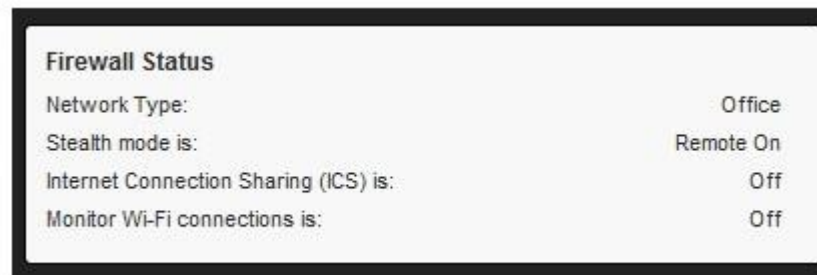 Firewall Status
Network Type: Office
Stealth mode is: Remote On
Internet Connection Sharing (ICS) is: Off
Monitor Wi-Fi connections is: Off